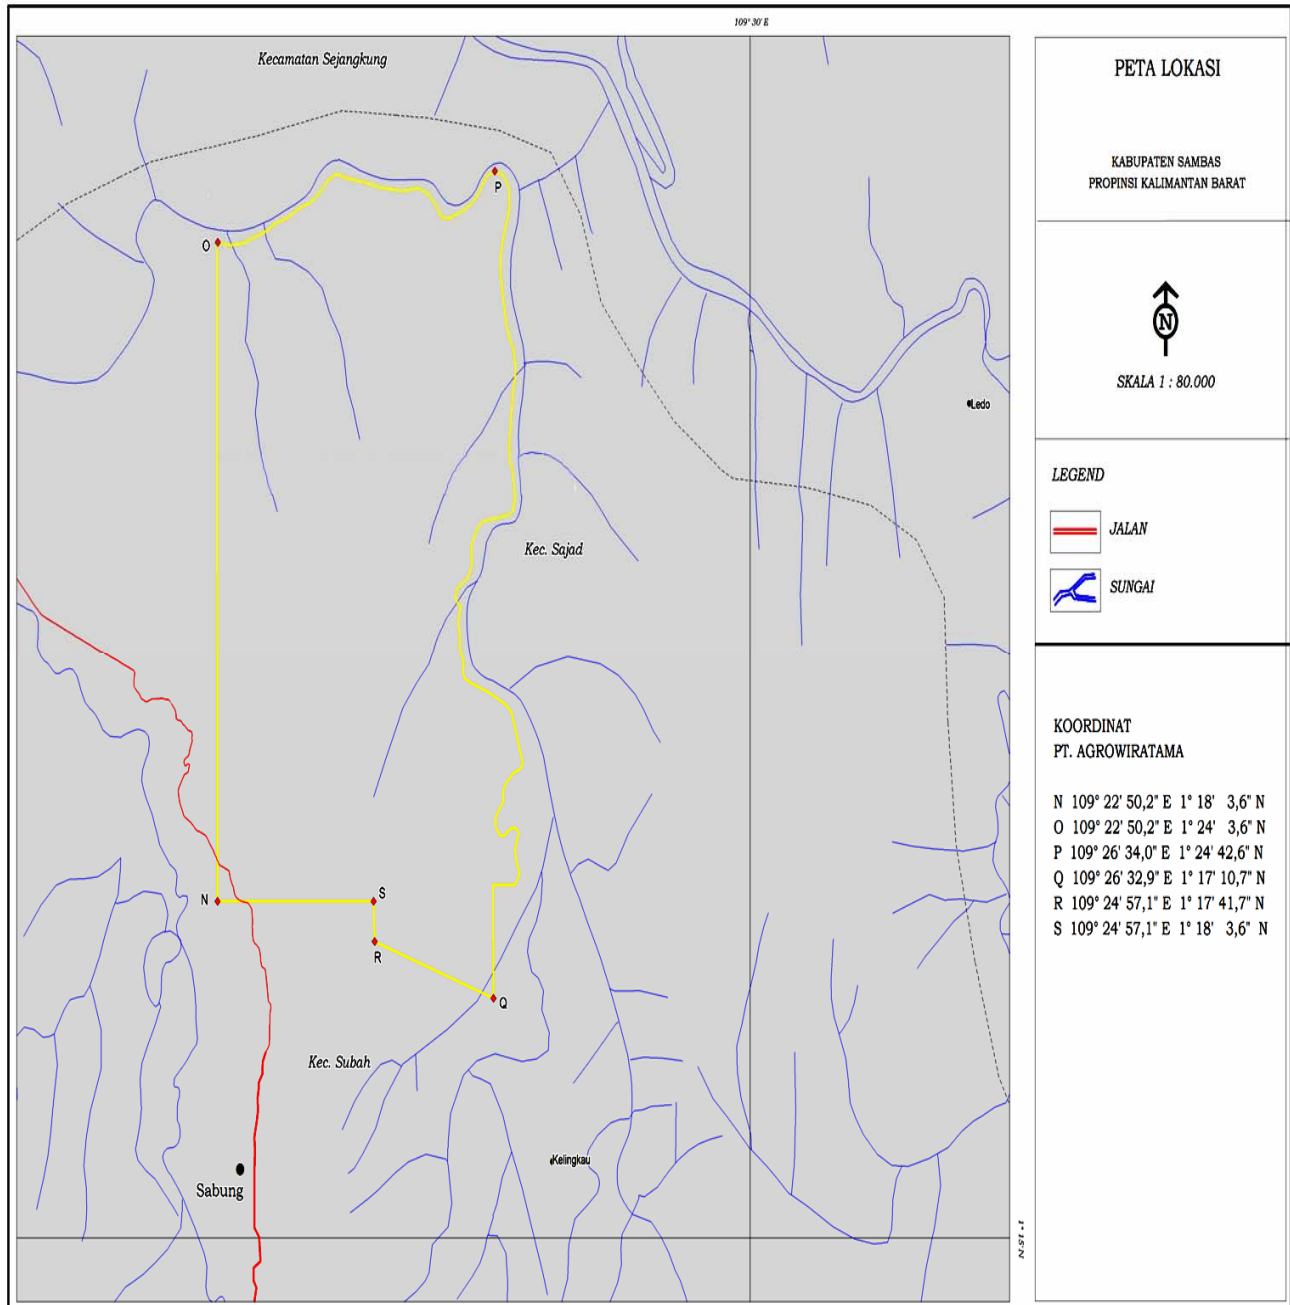 109° 30' E
Kecamatan Sejangkung
P
O
Ledo
Kec. Sajad
N
S
R
Q
Kec. Subah
Kelingkau
Sabung
1° 15' N
PETA LOKASI
KABUPATEN SAMBAS
PROPINSI KALIMANTAN BARAT
N
SKALA 1 : 80.000
LEGEND
JALAN
SUNGAI
KOORDINAT
PT. AGROWIRATAMA
N 109° 22' 50,2" E 1° 18' 3,6" N
O 109° 22' 50,2" E 1° 24' 3,6" N
P 109° 26' 34,0" E 1° 24' 42,6" N
Q 109° 26' 32,9" E 1° 17' 10,7" N
R 109° 24' 57,1" E 1° 17' 41,7" N
S 109° 24' 57,1" E 1° 18' 3,6" N